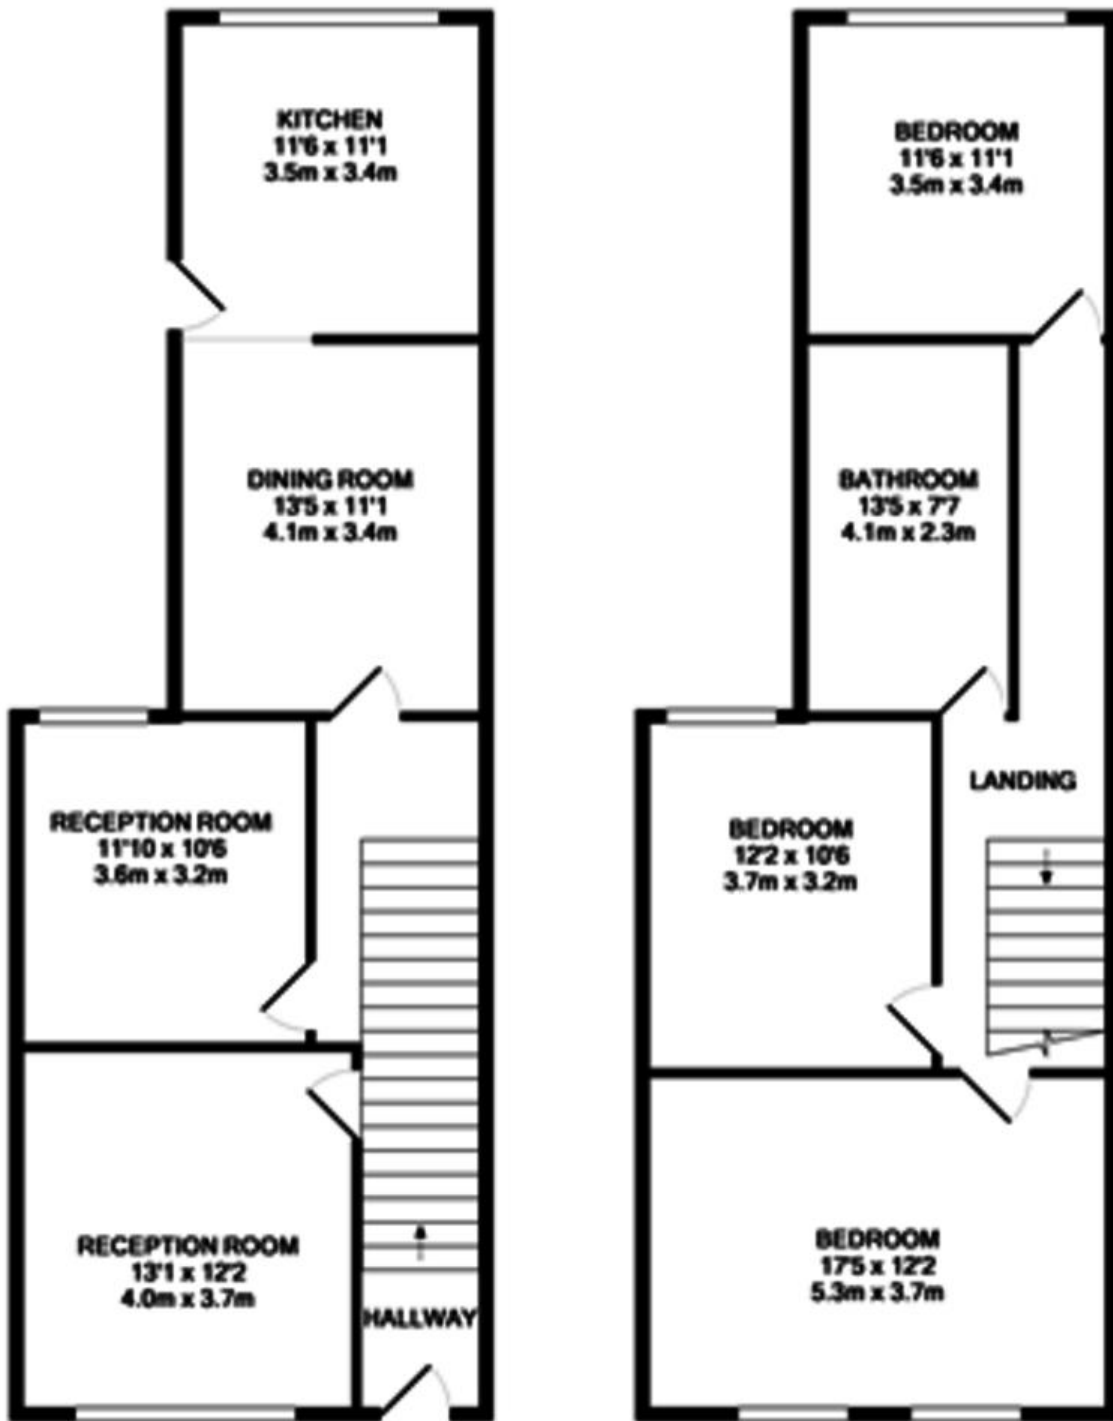 KITCHEN
11'6 x 11'1
3.5m x 3.4m
DINING ROOM
13'5 x 11'1
4.1m x 3.4m
RECEPTION ROOM
11'10 x 10'6
3.6m x 3.2m
RECEPTION ROOM
13'1 x 12'2
4.0m x 3.7m
HALLWAY
BEDROOM
11'6 x 11'1
3.5m x 3.4m
BATHROOM
13'5 x 7'7
4.1m x 2.3m
LANDING
BEDROOM
12'2 x 10'6
3.7m x 3.2m
BEDROOM
17'5 x 12'2
5.3m x 3.7m